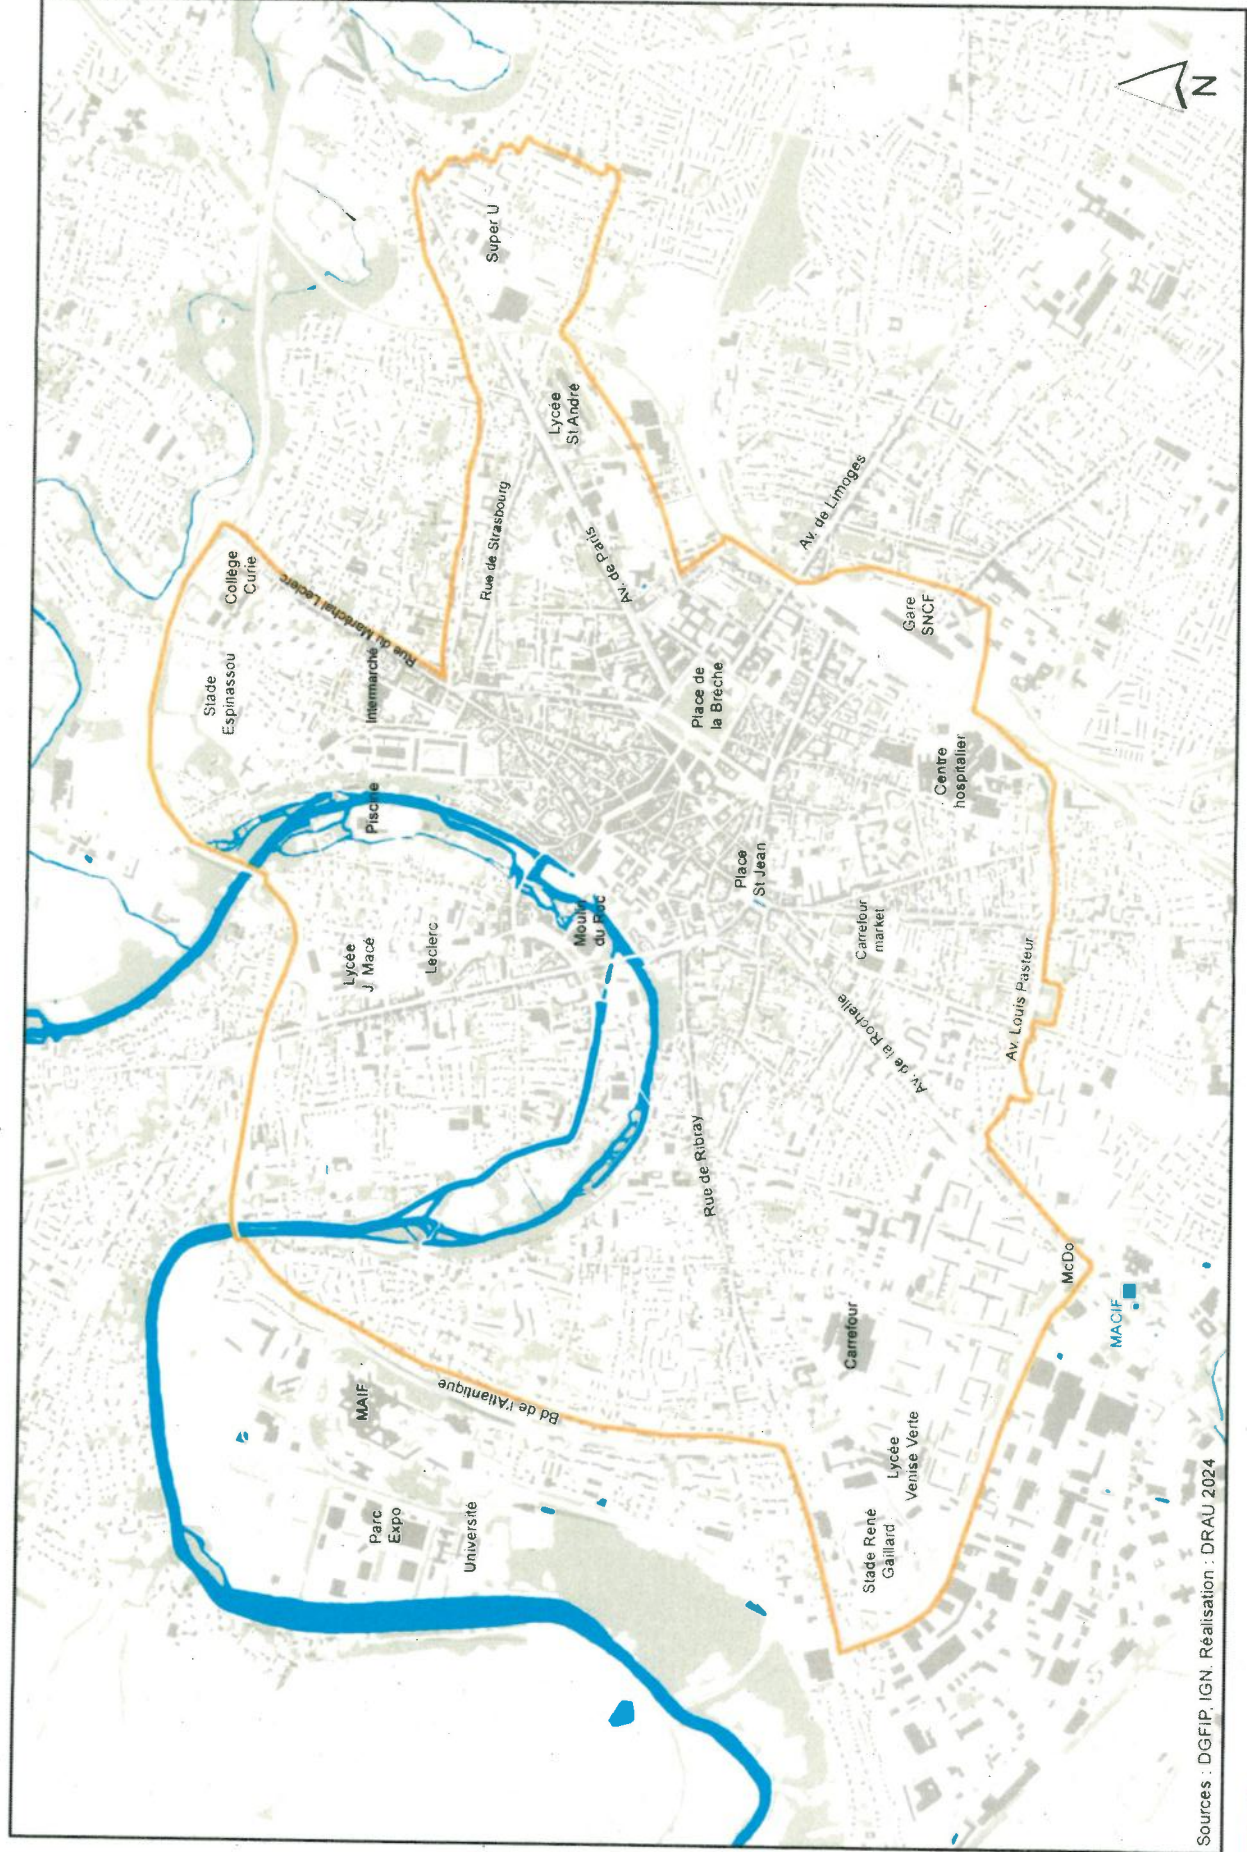 Stade
Espinassou
Collège
Curie
Rue du Maréchal Leclerc
Intermarché
Piscine
Lycée
J Macé
Leclerc
MAIF
Parc
Expo
Université
Bd de l'Atlantique
Super U
Lycée
St André
Rue de Strasbourg
Av. de Paris
Moulin
du Roc
Place de
la Brèche
Place
St Jean
Rue de Ribray
Av. de Limoges
Gare
SNCF
Centre
hospitalier
Carrefour
market
Av. de la Rochelle
Av. Louis Pasteur
Carrefour
Lycée
Venise Verte
Stade René
Gaillard
McDo
MACIF
N
Sources : DGFiP, IGN. Réalisation : DRAU 2024